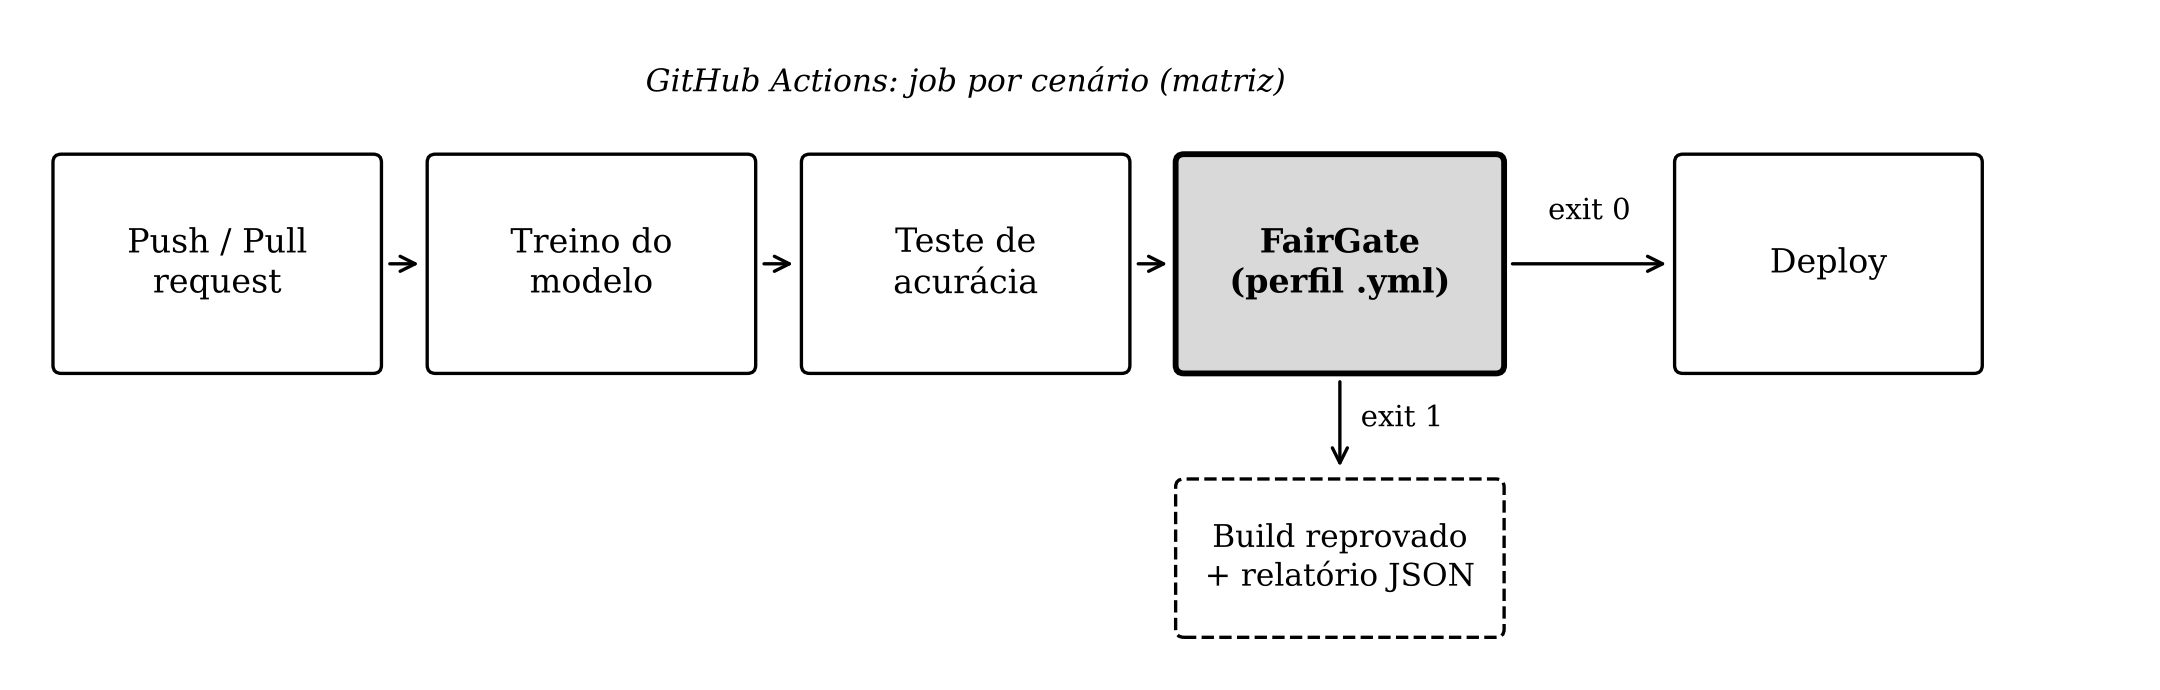 GitHub Actions: job por cenário (matriz)
Push / Pull
request
Treino do
modelo
Teste de
acurácia
FairGate
(perfil .yml)
exit 0
Deploy
exit 1
Build reprovado
+ relatório JSON